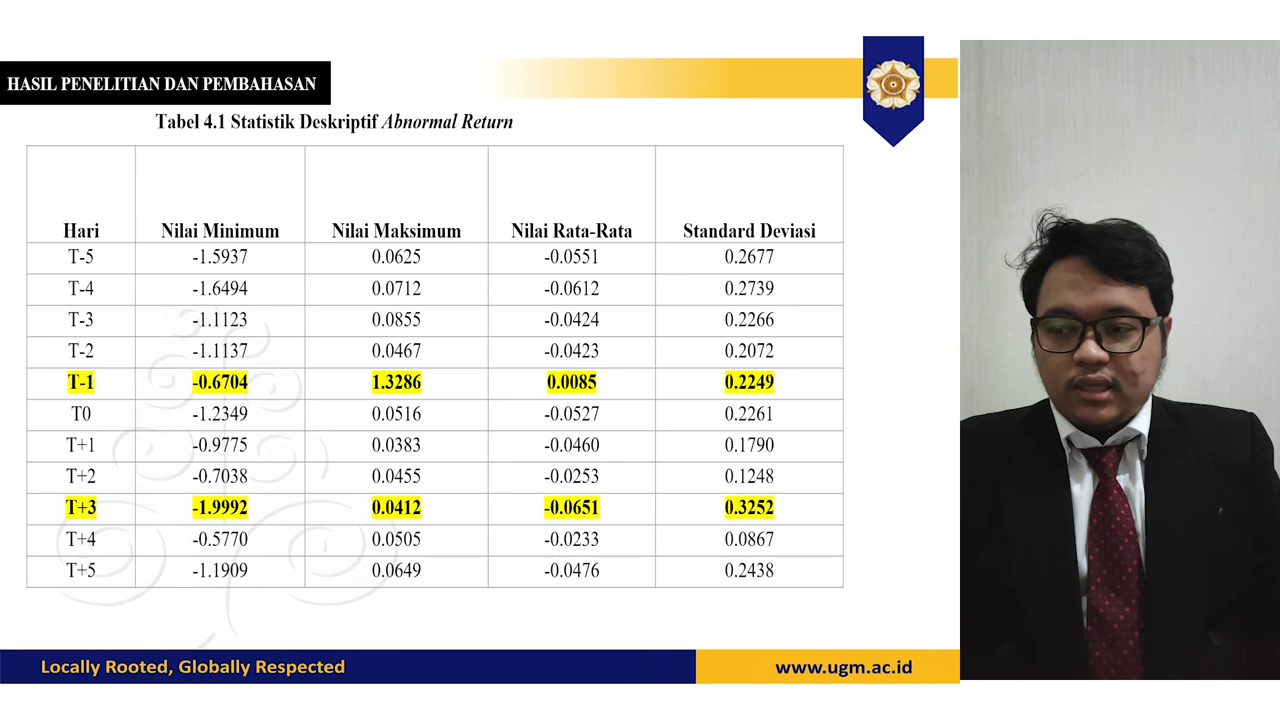 HASIL PENELITIAN DAN PEMBAHASAN
Tabel 4.1 Statistik Deskriptif Abnormal Return
Hari Nilai Minimum Nilai Maksimum Nilai Rata-Rata Standard Deviasi
T-5 -1.5937 0.0625 -0.0551 0.2677
T-4 -1.6494 0.0712 -0.0612 0.2739
T-3 -1.1123 0.0855 -0.0424 0.2266
T-2 -1.1137 0.0467 -0.0423 0.2072
T-1 -0.6704 1.3286 0.0085 0.2249
T0 -1.2349 0.0516 -0.0527 0.2261
T+1 -0.9775 0.0383 -0.0460 0.1790
T+2 -0.7038 0.0455 -0.0253 0.1248
T+3 -1.9992 0.0412 -0.0651 0.3252
T+4 -0.5770 0.0505 -0.0233 0.0867
T+5 -1.1909 0.0649 -0.0476 0.2438
Locally Rooted, Globally Respected
www.ugm.ac.id